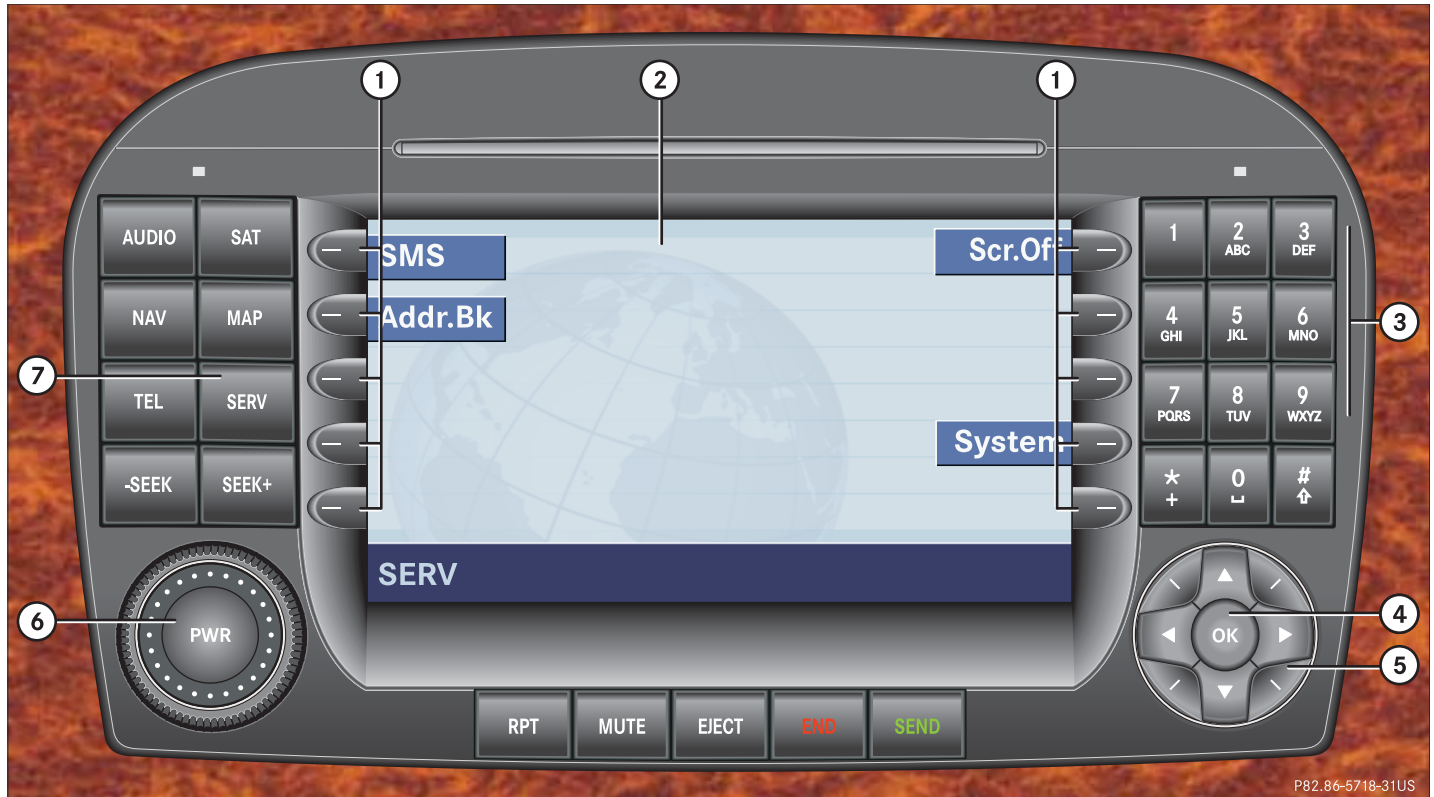 1
2
1
AUDIO
SAT
NAV
MAP
TEL
SERV
-SEEK
SEEK+
7
SMS
Addr.Bk
Scr.Of
System
SERV
1
2
ABC
3
DEF
4
GHI
5
JKL
6
MNO
7
PQRS
8
TUV
9
WXYZ
*
+
0
#
3
6
PWR
OK
4
5
RPT
MUTE
EJECT
END
SEND
P82.86-5718-31US